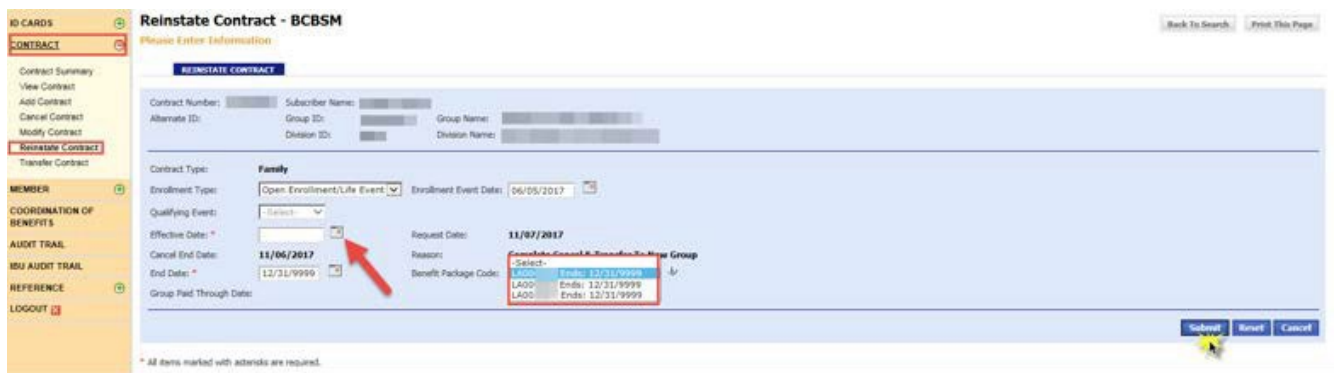 ID CARDS
CONTRACT
Contract Summary
View Contract
Add Contract
Cancel Contract
Modify Contract
Reinstate Contract
Transfer Contract
MEMBER
COORDINATION OF
BENEFITS
AUDIT TRAIL
IBU AUDIT TRAIL
REFERENCE
LOGOUT
Reinstate Contract - BCBSM
Back To Search Print This Page
Please Enter Information
REINSTATE CONTRACT
Contract Number: Subscriber Name:
Alternate ID: Group ID: Group Name:
Division ID: Division Name:
Contract Type: Family
Enrollment Type: Open Enrollment/Life Event Enrollment Event Date: 06/05/2017
Qualifying Event: -Select-
Effective Date: * Request Date: 11/07/2017
Cancel End Date: 11/06/2017 Reason: Complete Cancel & Transfer To New Group
End Date: * 12/31/9999 Benefit Package Code:
-Select-
LA00 Ends: 12/31/9999
LA00 Ends: 12/31/9999
LA00 Ends: 12/31/9999
Group Paid Through Date:
Submit Reset Cancel
* All items marked with asterisks are required.